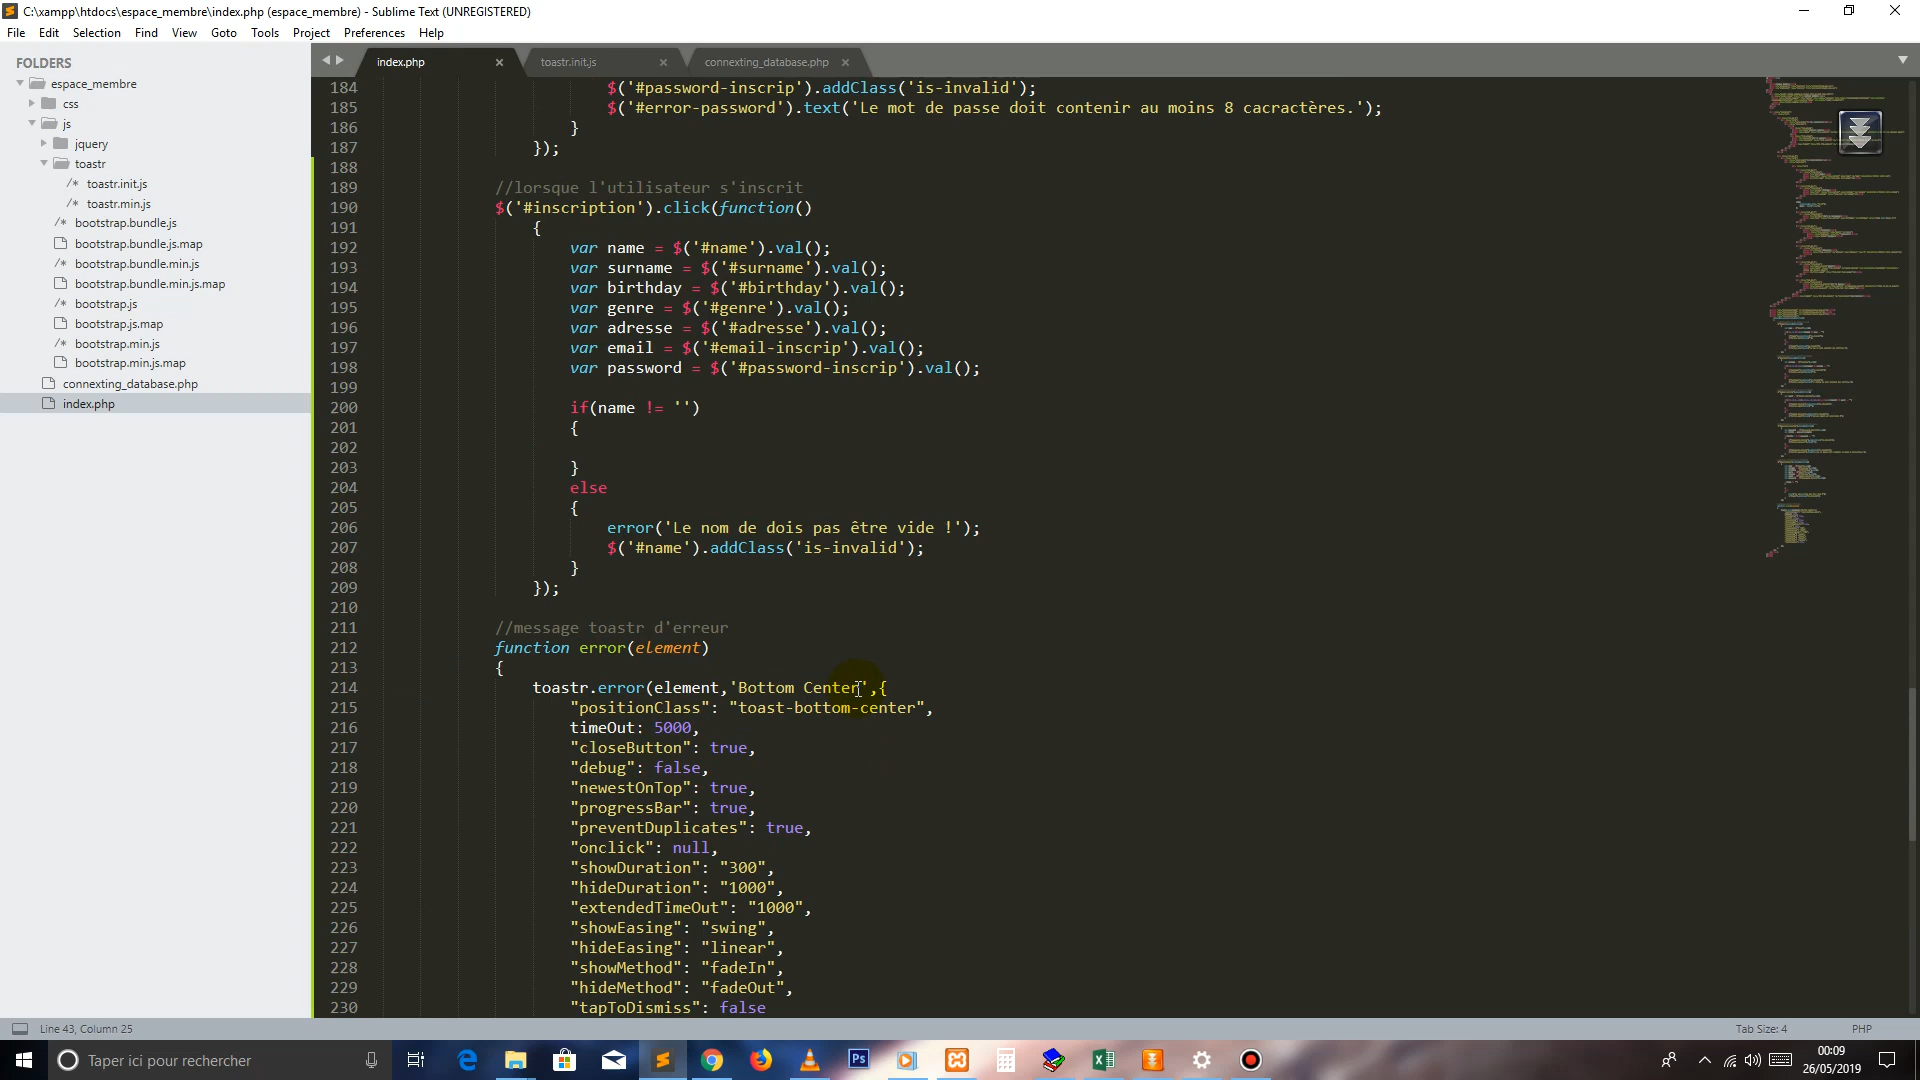 C:\xampp\htdocs\espace_membre\index.php (espace_membre) - Sublime Text (UNREGISTERED)
File Edit Selection Find View Goto Tools Project Preferences Help
FOLDERS
espace_membre
css
js
jquery
toastr
/* toastr.init.js
/* toastr.min.js
/* bootstrap.bundle.js
bootstrap.bundle.js.map
/* bootstrap.bundle.min.js
bootstrap.bundle.min.js.map
/* bootstrap.js
bootstrap.js.map
/* bootstrap.min.js
bootstrap.min.js.map
connexting_database.php
index.php
index.php toastr.init.js connexting_database.php
184 $('#password-inscrip').addClass('is-invalid');
185 $('#error-password').text('Le mot de passe doit contenir au moins 8 cacractères.');
186 }
187 });
188
189 //lorsque l'utilisateur s'inscrit
190 $('#inscription').click(function()
191 {
192 var name = $('#name').val();
193 var surname = $('#surname').val();
194 var birthday = $('#birthday').val();
195 var genre = $('#genre').val();
196 var adresse = $('#adresse').val();
197 var email = $('#email-inscrip').val();
198 var password = $('#password-inscrip').val();
199
200 if(name != '')
201 {
202
203 }
204 else
205 {
206 error('Le nom de dois pas être vide !');
207 $('#name').addClass('is-invalid');
208 }
209 });
210
211 //message toastr d'erreur
212 function error(element)
213 {
214 toastr.error(element,'Bottom Center',{
215 "positionClass": "toast-bottom-center",
216 timeOut: 5000,
217 "closeButton": true,
218 "debug": false,
219 "newestOnTop": true,
220 "progressBar": true,
221 "preventDuplicates": true,
222 "onclick": null,
223 "showDuration": "300",
224 "hideDuration": "1000",
225 "extendedTimeOut": "1000",
226 "showEasing": "swing",
227 "hideEasing": "linear",
228 "showMethod": "fadeIn",
229 "hideMethod": "fadeOut",
230 "tapToDismiss": false
Line 43, Column 25
Tab Size: 4 PHP
Taper ici pour rechercher
Ps
00:09
26/05/2019